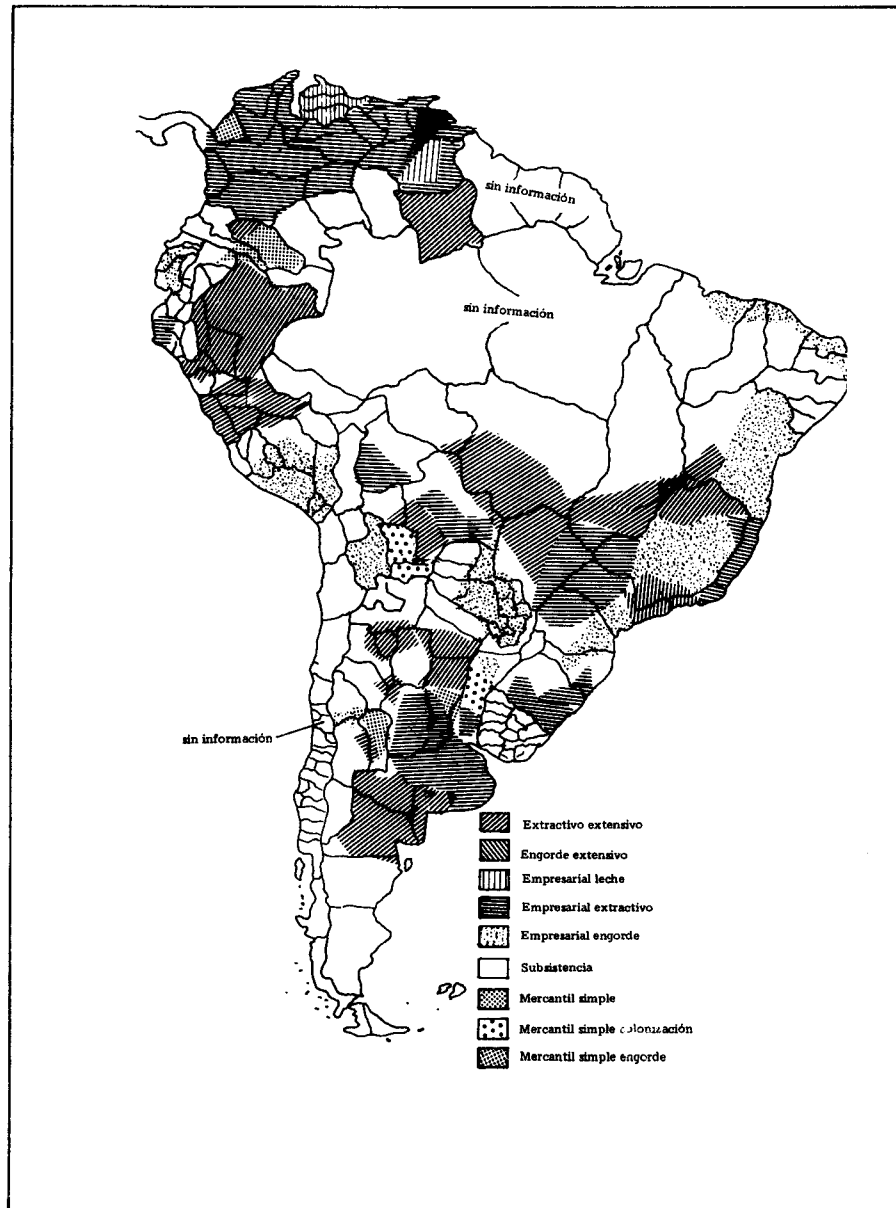 sin información
sin información
sin información
Extractivo extensivo
Engorde extensivo
Empresarial leche
Empresarial extractivo
Empresarial engorde
Subsistencia
Mercantil simple
Mercantil simple colonización
Mercantil simple engorde